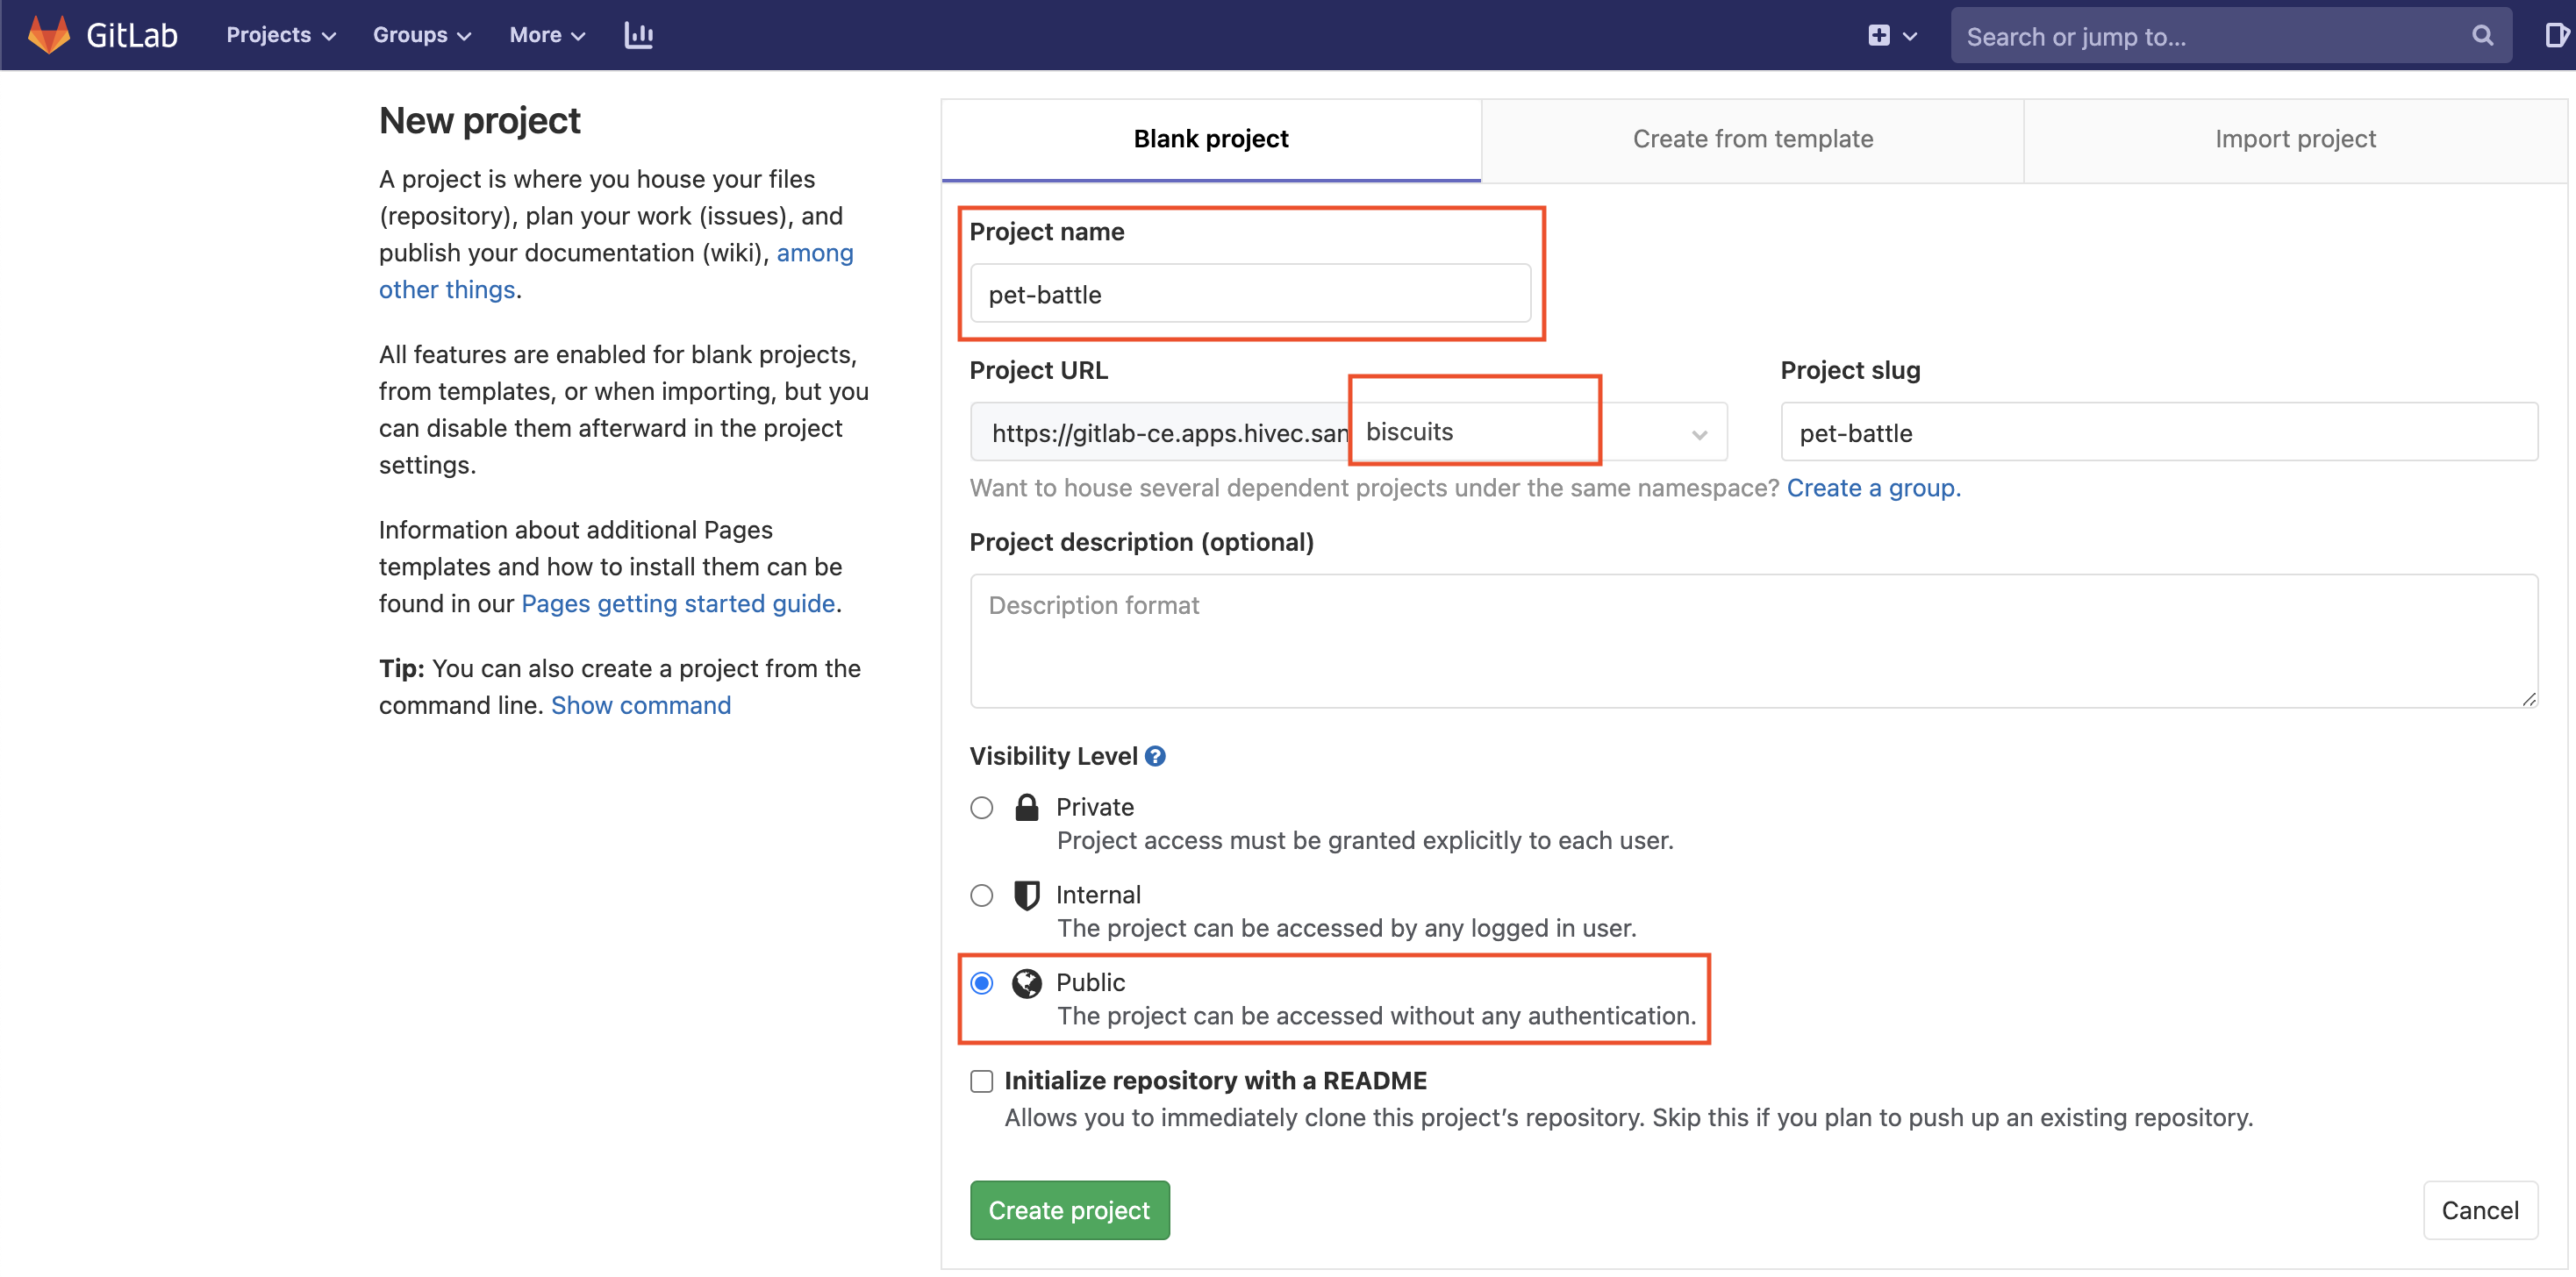 GitLab Projects Groups More Search or jump to...
New project
A project is where you house your files
(repository), plan your work (issues), and
publish your documentation (wiki), among
other things.
All features are enabled for blank projects,
from templates, or when importing, but you
can disable them afterward in the project
settings.
Information about additional Pages
templates and how to install them can be
found in our Pages getting started guide.
Tip: You can also create a project from the
command line. Show command
Blank project Create from template Import project
Project name
pet-battle
Project URL Project slug
https://gitlab-ce.apps.hivec.san biscuits pet-battle
Want to house several dependent projects under the same namespace? Create a group.
Project description (optional)
Description format
Visibility Level
Private
Project access must be granted explicitly to each user.
Internal
The project can be accessed by any logged in user.
Public
The project can be accessed without any authentication.
Initialize repository with a README
Allows you to immediately clone this project’s repository. Skip this if you plan to push up an existing repository.
Create project Cancel